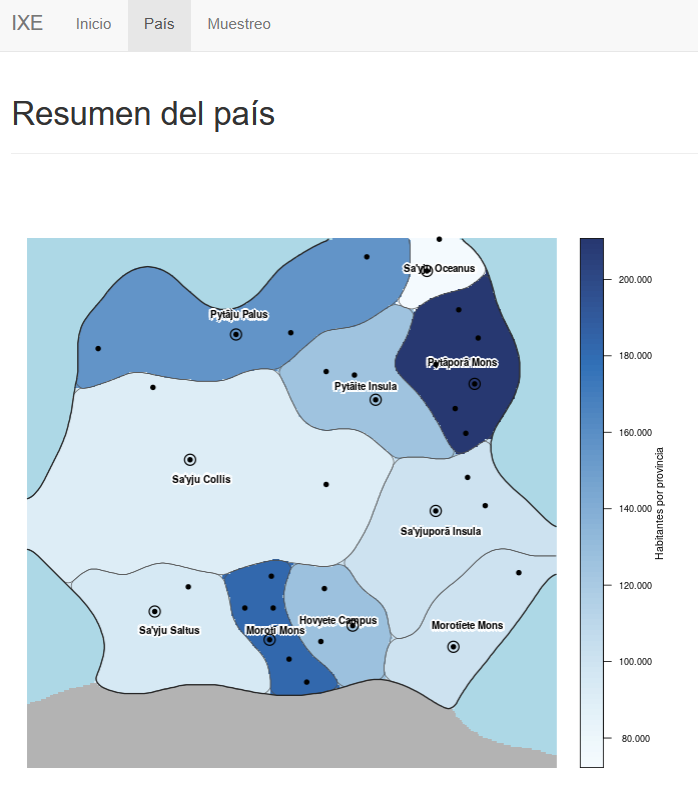 IXE Inicio País Muestreo
Resumen del país
Sa'yju Oceanus
Pytãju Palus
Pytãporã Mons
Pytãite Insula
Sa'yju Collis
Sa'yjuporã Insula
Hovyete Campus
Morotĩ Mons
Sa'yju Saltus
Morotĩete Mons
200.000
180.000
160.000
140.000
120.000
100.000
80.000
Habitantes por provincia